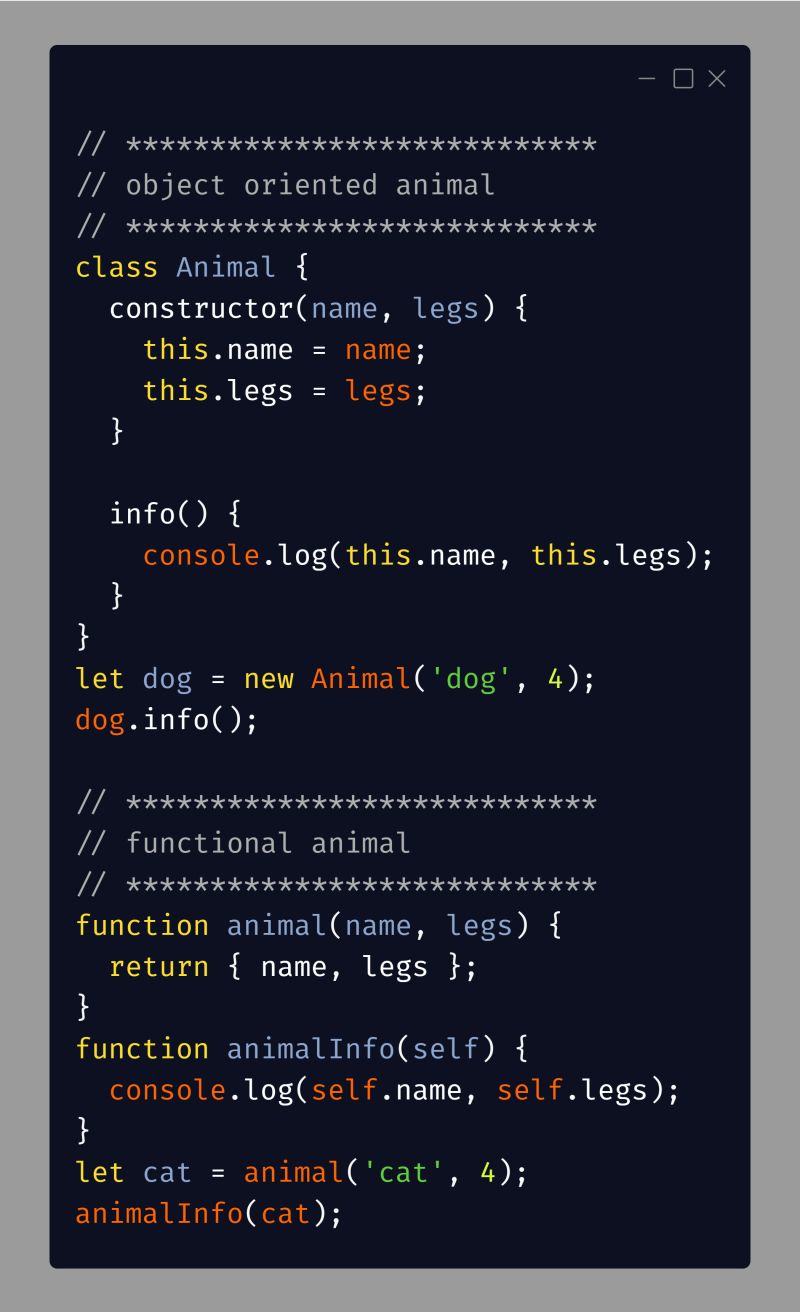 // ****************************
// object oriented animal
// ****************************
class Animal {
  constructor(name, legs) {
    this.name = name;
    this.legs = legs;
  }

  info() {
    console.log(this.name, this.legs);
  }
}
let dog = new Animal('dog', 4);
dog.info();

// ****************************
// functional animal
// ****************************
function animal(name, legs) {
  return { name, legs };
}
function animalInfo(self) {
  console.log(self.name, self.legs);
}
let cat = animal('cat', 4);
animalInfo(cat);